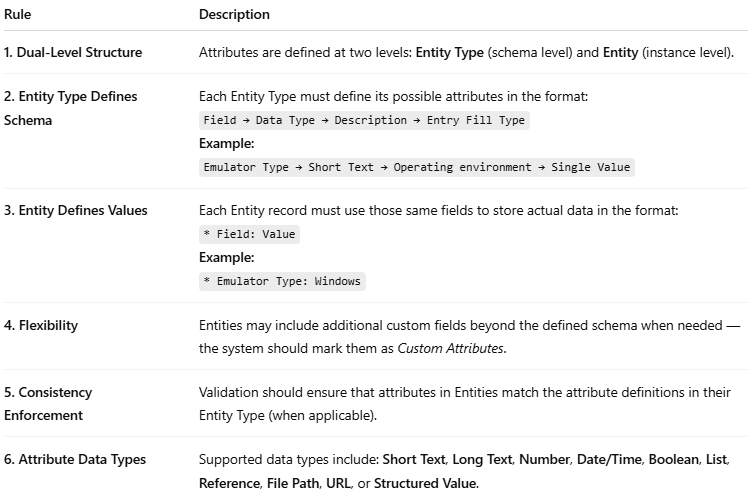 Rule Description
1. Dual-Level Structure Attributes are defined at two levels: Entity Type (schema level) and Entity (instance level).
2. Entity Type Defines Schema
Each Entity Type must define its possible attributes in the format:
Field → Data Type → Description → Entry Fill Type
Example:
Emulator Type → Short Text → Operating environment → Single Value
3. Entity Defines Values
Each Entity record must use those same fields to store actual data in the format:
* Field: Value
Example:
* Emulator Type: Windows
4. Flexibility
Entities may include additional custom fields beyond the defined schema when needed —
the system should mark them as Custom Attributes.
5. Consistency
Enforcement
Validation should ensure that attributes in Entities match the attribute definitions in their
Entity Type (when applicable).
6. Attribute Data Types
Supported data types include: Short Text, Long Text, Number, Date/Time, Boolean, List,
Reference, File Path, URL, or Structured Value.